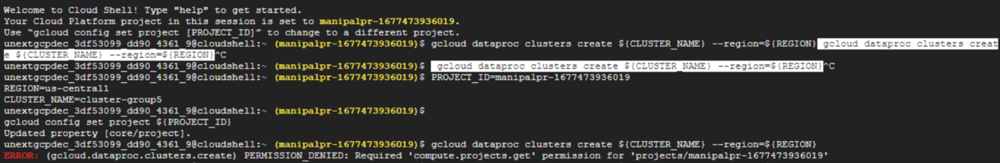 Welcome to Cloud Shell! Type "help" to get started.
Your Cloud Platform project in this session is set to manipalpr-1677473936019.
Use “gcloud config set project [PROJECT_ID]” to change to a different project.
unextgcpdec_3df53099_dd90_4361_9@cloudshell:~ (manipalpr-1677473936019)$ gcloud dataproc clusters create ${CLUSTER_NAME} --region=${REGION} gcloud dataproc clusters creat
e ${CLUSTER_NAME} --region=${REGION}^C
unextgcpdec_3df53099_dd90_4361_9@cloudshell:~ (manipalpr-1677473936019)$  gcloud dataproc clusters create ${CLUSTER_NAME} --region=${REGION}^C
unextgcpdec_3df53099_dd90_4361_9@cloudshell:~ (manipalpr-1677473936019)$ PROJECT_ID=manipalpr-1677473936019
REGION=us-central1
CLUSTER_NAME=cluster-group5
unextgcpdec_3df53099_dd90_4361_9@cloudshell:~ (manipalpr-1677473936019)$
gcloud config set project ${PROJECT_ID}
Updated property [core/project].
unextgcpdec_3df53099_dd90_4361_9@cloudshell:~ (manipalpr-1677473936019)$ gcloud dataproc clusters create ${CLUSTER_NAME} --region=${REGION}
ERROR: (gcloud.dataproc.clusters.create) PERMISSION_DENIED: Required 'compute.projects.get' permission for 'projects/manipalpr-1677473936019'